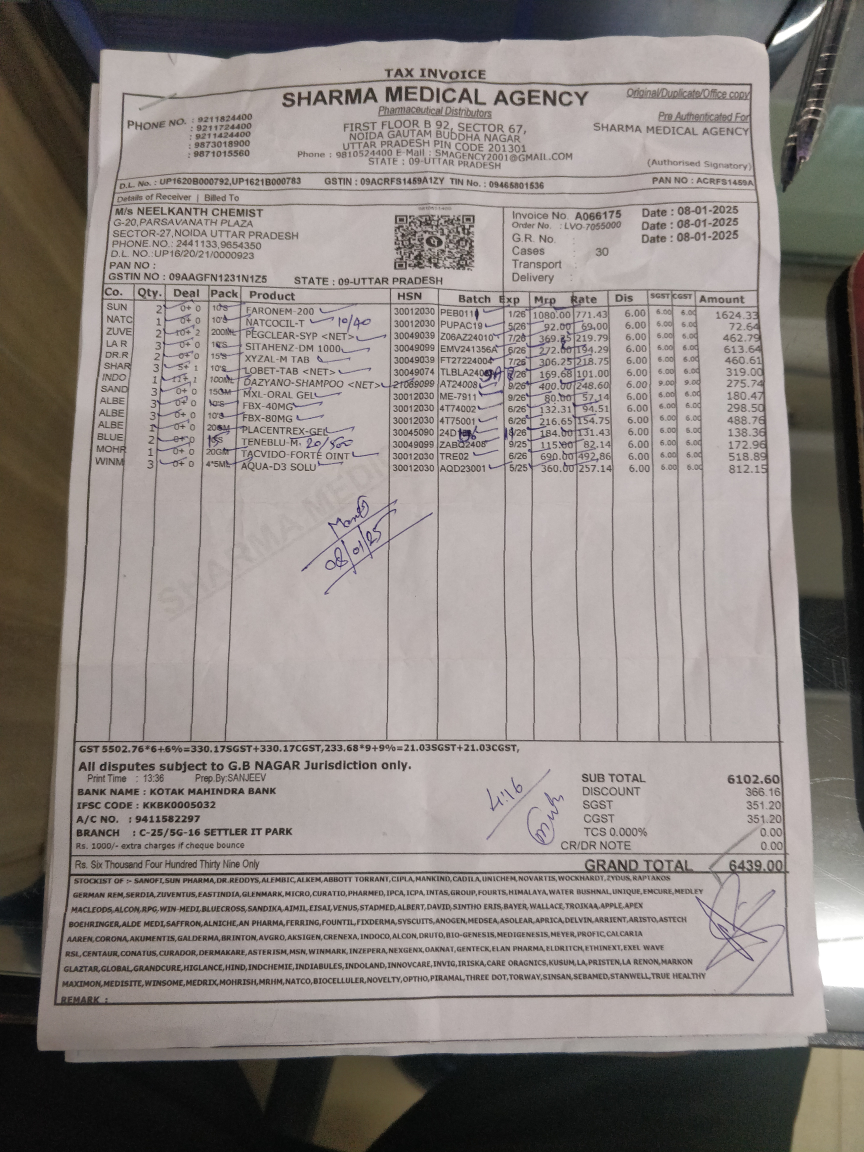 TAX INVOICE
SHARMA MEDICAL AGENCY
Original/Duplicate/Office copy
Pharmaceutical Distributors
PHONE NO. : 9211824400
: 9211724400
: 9211424400
: 9873018900
: 9871015560
FIRST FLOOR B 92, SECTOR 67,
NOIDA GAUTAM BUDDHA NAGAR
UTTAR PRADESH PIN CODE 201301
Phone : 9810524400 E-Mail : SMAGENCY2001@GMAIL.COM
STATE : 09-UTTAR PRADESH
Pre Authenticated For
SHARMA MEDICAL AGENCY
(Authorised Signatory)
D.L. No. : UP1620B000792,UP1621B000783 GSTIN : 09ACRFS1459A1ZY TIN No. : 09465801536 PAN NO : ACRFS1459A
Details of Receiver | Billed To
M/s NEELKANTH CHEMIST
G-20,PARSAVANATH PLAZA
SECTOR-27,NOIDA UTTAR PRADESH
PHONE.NO. : 2441133,9654350
D.L. NO. : UP16/20/21/0000923
PAN NO :
GSTIN NO : 09AAGFN1231N1Z5 STATE : 09-UTTAR PRADESH
Invoice No. A066175 Date : 08-01-2025
Order No. : LVO-7055000 Date : 08-01-2025
G.R. No. : Date : 08-01-2025
Cases 30
Transport :
Delivery :
Co. Qty. Deal Pack Product HSN Batch Exp Mrp Rate Dis SGST CGST Amount
SUN 2 0+ 0 10'S FARONEM-200 30012030 PEB011 1/26 1080.00 771.43 6.00 6.00 6.00 1624.33
NATC 1 0+ 0 10'S NATCOCIL-T 10/40 30012030 PUPAC19 5/26 92.00 69.00 6.00 6.00 6.00 72.64
ZUVE 2 10+ 2 200ML PEGCLEAR-SYP <NET> 30049039 Z06A224010 7/26 219.79 6.00 6.00 6.00 462.79
LA R 3 0+ 0 SITAHENZ-DM 1000 30049099 EMV241356A 6/26 272.00 194.29 6.00 6.00 6.00 613.64
DR.R 2 0+ 0 15'S XYZAL-M TAB 30049039 FT27224004 7/26 306.25 218.75 6.00 6.00 6.00 460.61
SHAR 3 5+ 1 10'S LOBET-TAB <NET> 30049074 169.68 101.00 6.00 6.00 6.00 319.00
INDO 1 11+ 1 100ML DAZYANO-SHAMPOO <NET> 21069099 AT24008 9/26 400.00 248.60 6.00 9.00 9.00 275.74
SAND 3 0+ 0 15GM MXL-ORAL GEL 30012030 ME-7911 9/26 80.00 57.14 6.00 6.00 6.00 180.47
ALBE 3 0+ 0 10'S FBX-40MG 30012030 4T74002 6/26 132.31 94.51 6.00 6.00 6.00 298.50
ALBE 3 0+ 0 10'S FBX-80MG 30012030 4T75001 6/26 216.65 154.75 6.00 6.00 6.00 488.76
ALBE 1 0+ 0 20GM PLACENTREX-GEL 30045090 184.00 131.43 6.00 6.00 6.00 138.36
BLUE 2 0+ 0 TENEBLU-M 20/500 30049099 ZABQ2408 9/25 115.00 82.14 6.00 6.00 6.00 172.96
MOHR 1 0+ 0 20GM TACVIDO-FORTE OINT 30012030 TRE02 6/26 690.00 492.86 6.00 6.00 6.00 518.89
WINM 3 0+ 0 4*5ML AQUA-D3 SOLU 30012030 AQD23001 5/25 360.00 257.14 6.00 6.00 6.00 812.15
08/01/25
SHARMA MEDI
GST 5502.76*6+6%=330.17SGST+330.17CGST,233.68*9+9%=21.03SGST+21.03CGST,
All disputes subject to G.B NAGAR Jurisdiction only.
Print Time : 13:36 Prep.By:SANJEEV
BANK NAME : KOTAK MAHINDRA BANK
IFSC CODE : KKBK0005032
A/C NO. : 9411582297
BRANCH : C-25/5G-16 SETTLER IT PARK
Rs. 1000/- extra charges if cheque bounce
4:16
SUB TOTAL 6102.60
DISCOUNT 366.16
SGST 351.20
CGST 351.20
TCS 0.000% 0.00
CR/DR NOTE 0.00
Rs. Six Thousand Four Hundred Thirty Nine Only
GRAND TOTAL 6439.00
STOCKIST OF :- SANOFI,SUN PHARMA,DR.REDDYS,ALEMBIC,ALKEM,ABBOTT TORRANT,CIPLA,MANKIND,CADILA,UNICHEM,NOVARTIS,WOCKHARDT,ZYDUS,RAPTAKOS
GERMAN REM,SERDIA,ZUVENTUS,EASTINDIA,GLENMARK,MICRO,CURATIO,PHARMED,IPCA,ICPA,INTAS,GROUP,FOURTS,HIMALAYA,WATER BUSHNAL,UNIQUE,EMCURE,MEDLEY
MACLEODS,ALCON,RPG,WIN-MEDI,BLUECROSS,SANDIKA,AIMIL,EISAI,VENUS,STADMED,ALBERT,DAVID,SINTHO ERIS,BAYER,WALLACE,TROIKAA,APPLE,APEX
BOEHRINGER,ALDE MEDI,SAFFRON,ALNICHE,AN PHARMA,FERRING,FOUNTIL,FIXDERMA,SYSCUITS,ANOGEN,MEDSEA,ASOLEAR,APRICA,DELVIN,ARRIENT,ARISTO,ASTECH
AAREN,CORONA,AKUMENTIS,GALDERMA,BRINTON,AVGRO,AKSIGEN,CRENEXA,INDOCO,ALCON,DRUTO,BIO-GENESIS,MEDIGENESIS,MEYER,PROFIC,CALCARIA
RSL,CENTAUR,CONATUS,CURADOR,DERMAKARE,ASTERISM,MSN,WINMARK,INZEPERA,NEXGENX,OAKNAT,GENTECK,ELAN PHARMA,ELDRITCH,ETHINEXT,EXEL WAVE
GLAZTAR,GLOBAL,GRANDCURE,HIGLANCE,HIND,INDCHEMIE,INDIABULES,INDOLAND,INNOVCARE,INVIG,IRISKA,CARE ORAGNICS,KUSUM,LA,PRISTEN,LA RENON,MARKON
MAXIMON,MEDISITE,WINSOME,MEDRIX,MOHRISH,MRHM,NATCO,BIOCELLULER,NOVELTY,OPTHO,PIRAMAL,THREE DOT,TORWAY,SINSAN,SEBAMED,STANWELL,TRUE HEALTHY
REMARK :